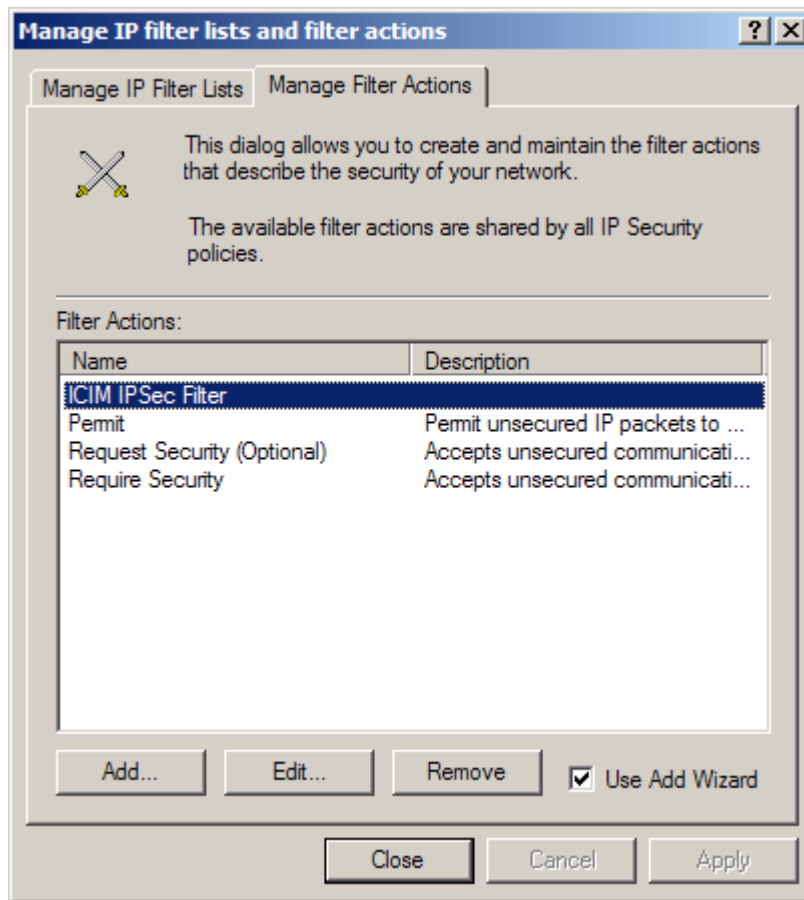 Manage IP filter lists and filter actions
Manage IP Filter Lists
Manage Filter Actions
This dialog allows you to create and maintain the filter actions
that describe the security of your network.
The available filter actions are shared by all IP Security
policies.
Filter Actions:
Name Description
ICIM IPSec Filter
Permit Permit unsecured IP packets to ...
Request Security (Optional) Accepts unsecured communicati...
Require Security Accepts unsecured communicati...
Add... Edit... Remove Use Add Wizard
Close Cancel Apply